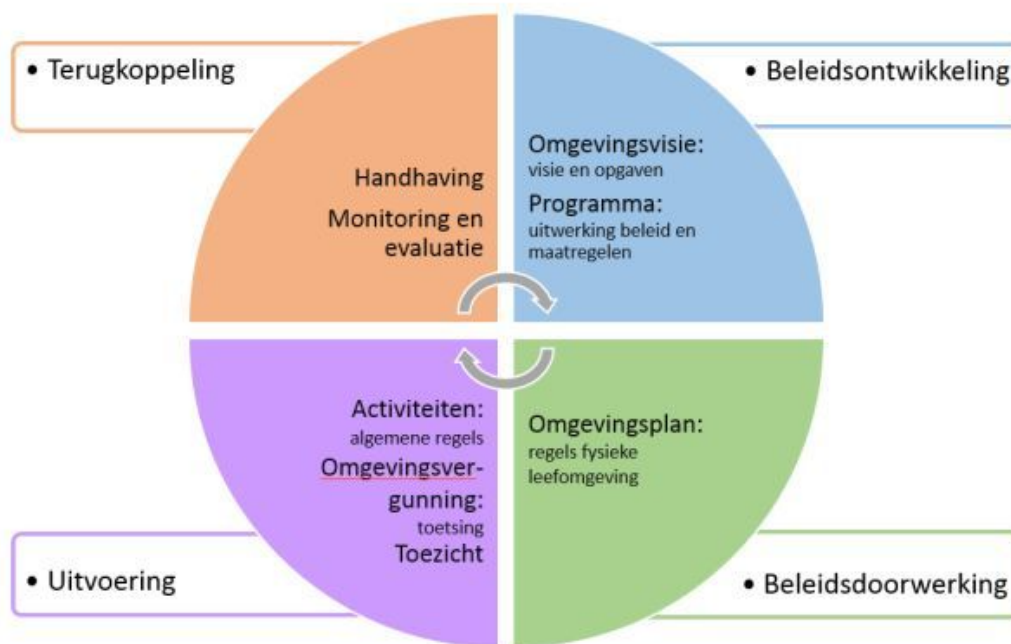 • Terugkoppeling
Handhaving
Monitoring en
evaluatie
• Beleidsontwikkeling
Omgevingsvisie:
visie en opgaven
Programma:
uitwerking beleid en
maatregelen
Activiteiten:
algemene regels
Omgevingsver-
gunning:
toetsing
Toezicht
• Uitvoering
Omgevingsplan:
regels fysieke
leefomgeving
• Beleidsdoorwerking